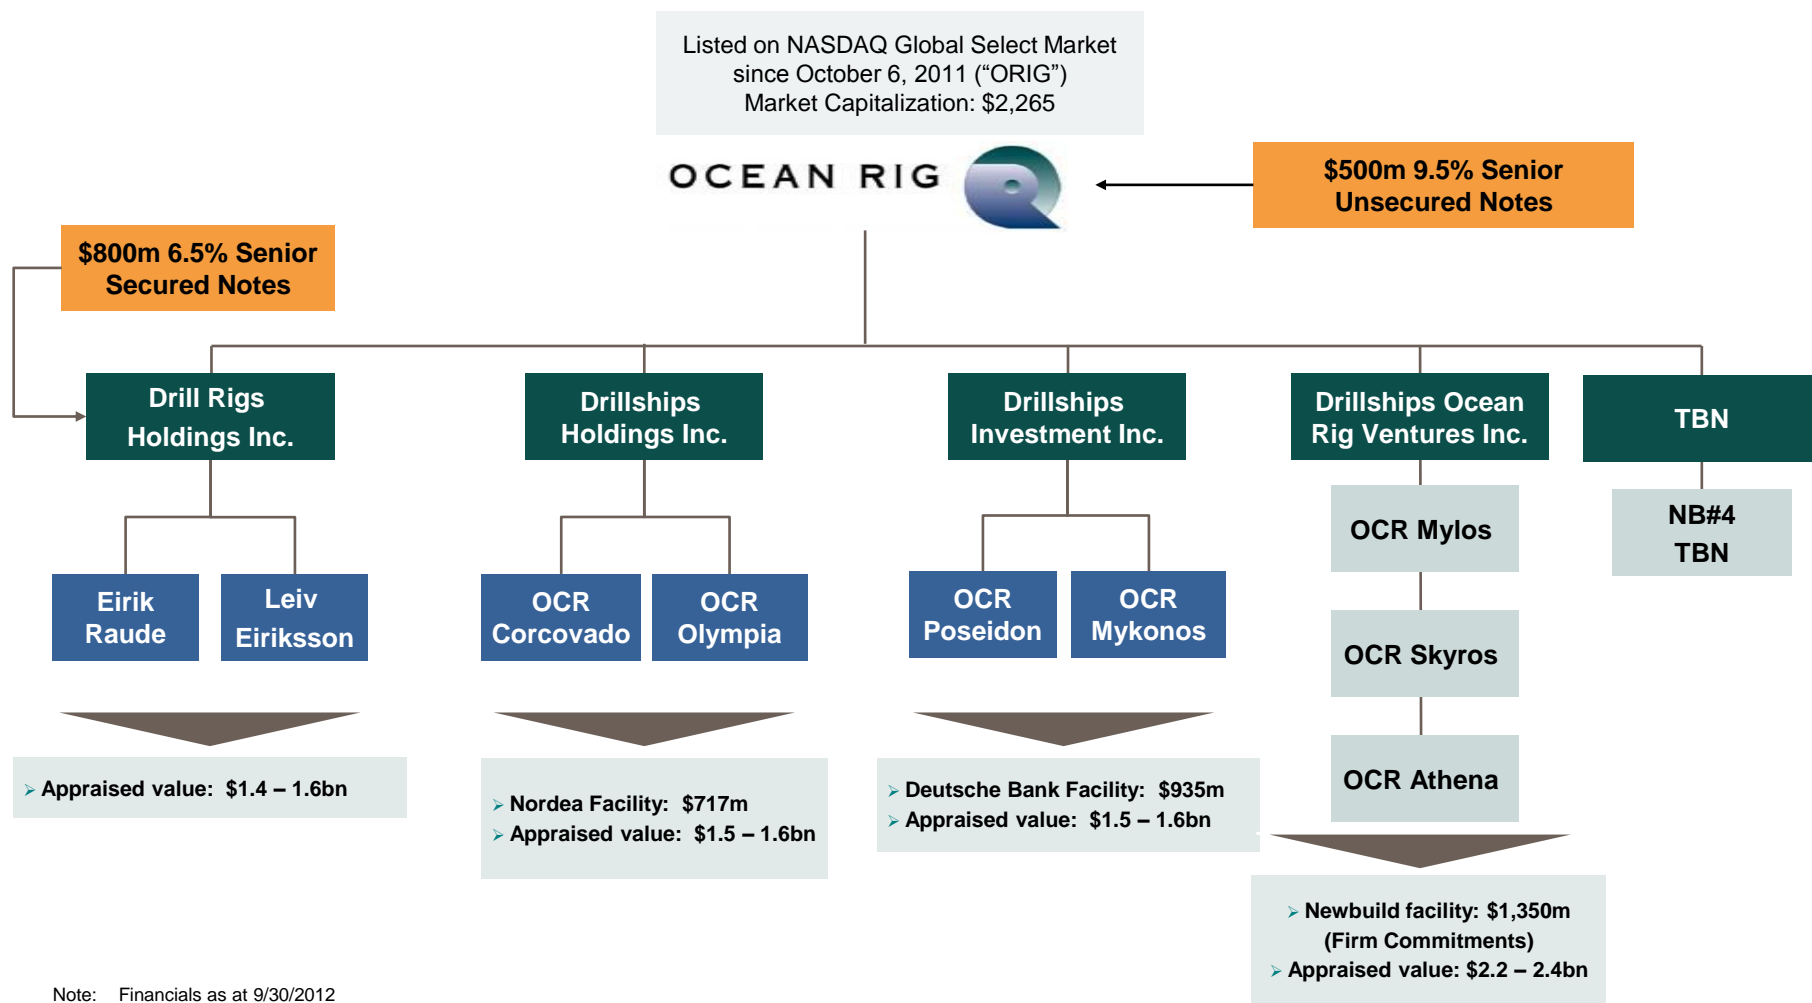 Listed on NASDAQ Global Select Market
since October 6, 2011 (“ORIG”)
Market Capitalization: $2,265
OCEAN RIG
$500m 9.5% Senior
Unsecured Notes
$800m 6.5% Senior
Secured Notes
Drill Rigs
Holdings Inc.
Drillships
Holdings Inc.
Drillships
Investment Inc.
Drillships Ocean
Rig Ventures Inc.
TBN
Eirik
Raude
Leiv
Eiriksson
OCR
Corcovado
OCR
Olympia
OCR
Poseidon
OCR
Mykonos
OCR Mylos
OCR Skyros
OCR Athena
NB#4
TBN
➢ Appraised value: $1.4 – 1.6bn
➢ Nordea Facility: $717m
➢ Appraised value: $1.5 – 1.6bn
➢ Deutsche Bank Facility: $935m
➢ Appraised value: $1.5 – 1.6bn
➢ Newbuild facility: $1,350m
(Firm Commitments)
➢ Appraised value: $2.2 – 2.4bn
Note: Financials as at 9/30/2012